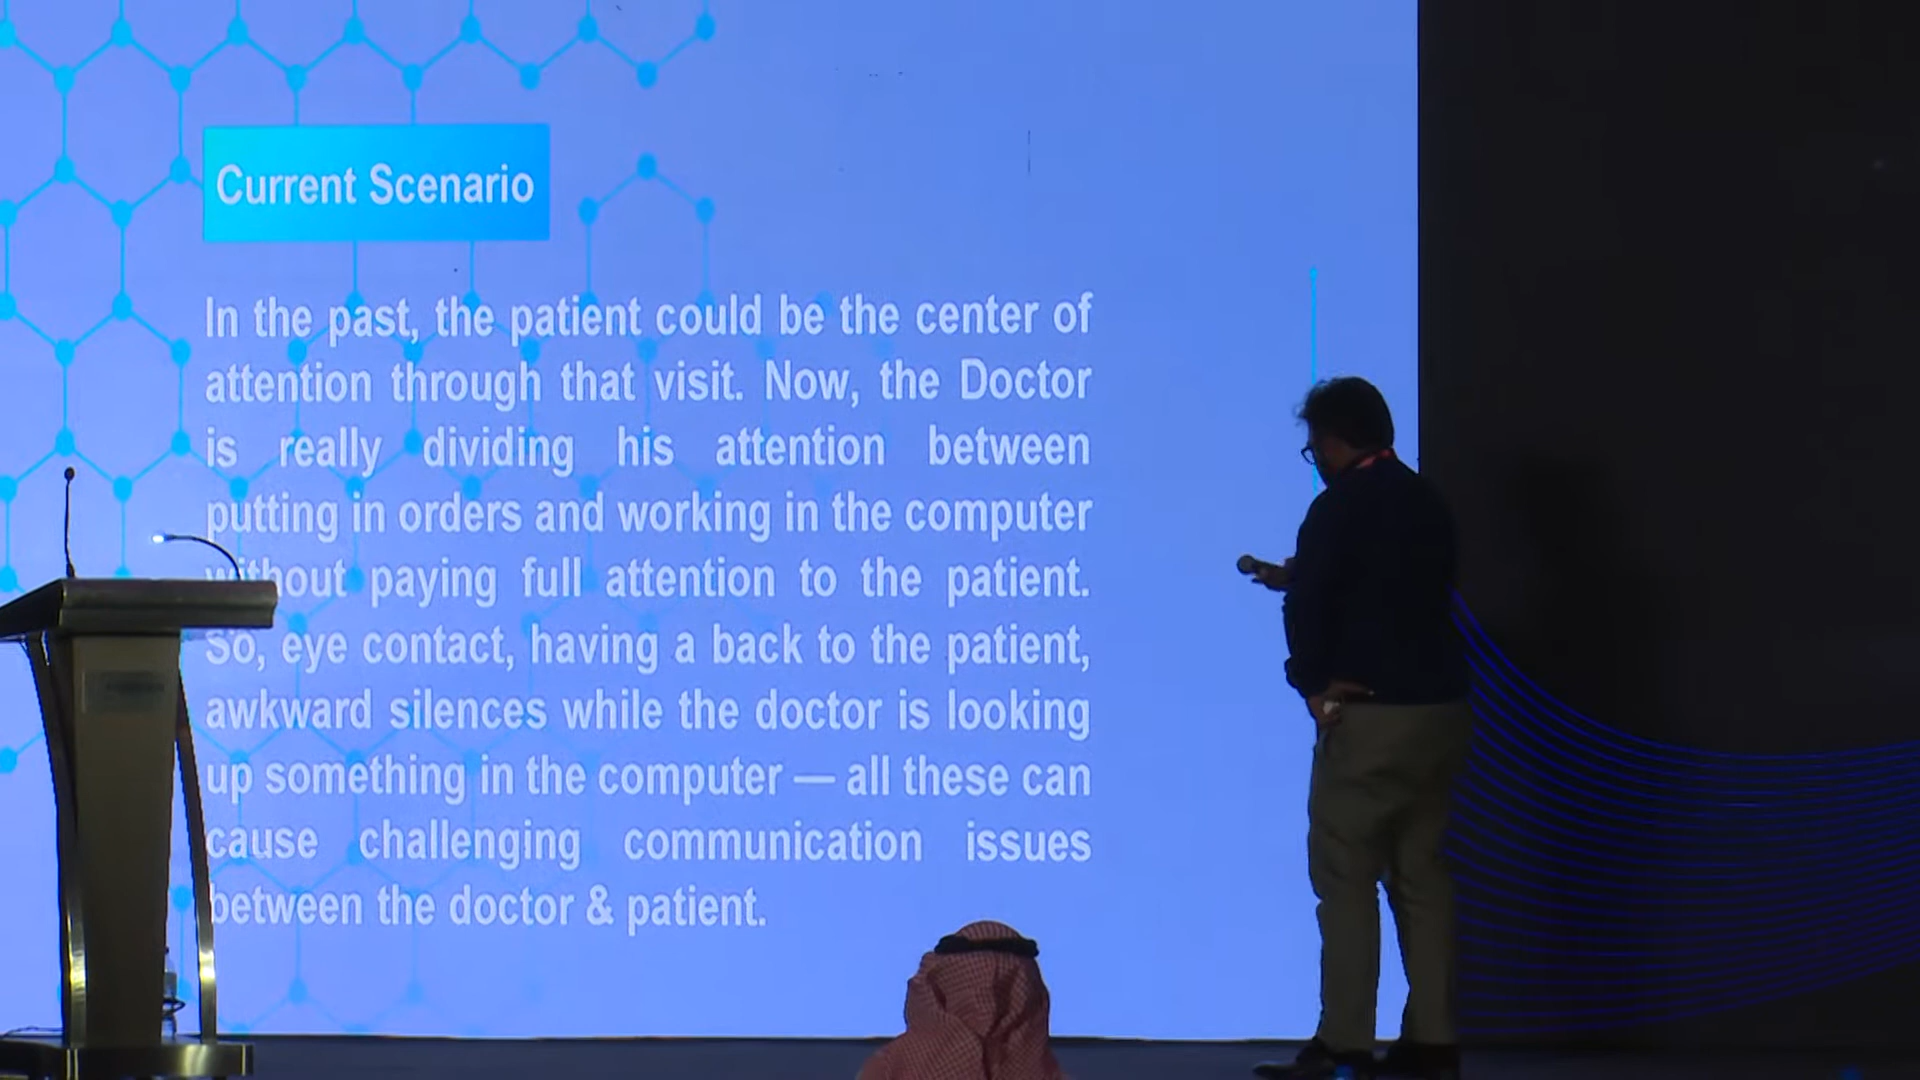 Current Scenario
In the past, the patient could be the center of
attention through that visit. Now, the Doctor
is really dividing his attention between
putting in orders and working in the computer
without paying full attention to the patient.
So, eye contact, having a back to the patient,
awkward silences while the doctor is looking
up something in the computer — all these can
cause challenging communication issues
between the doctor & patient.